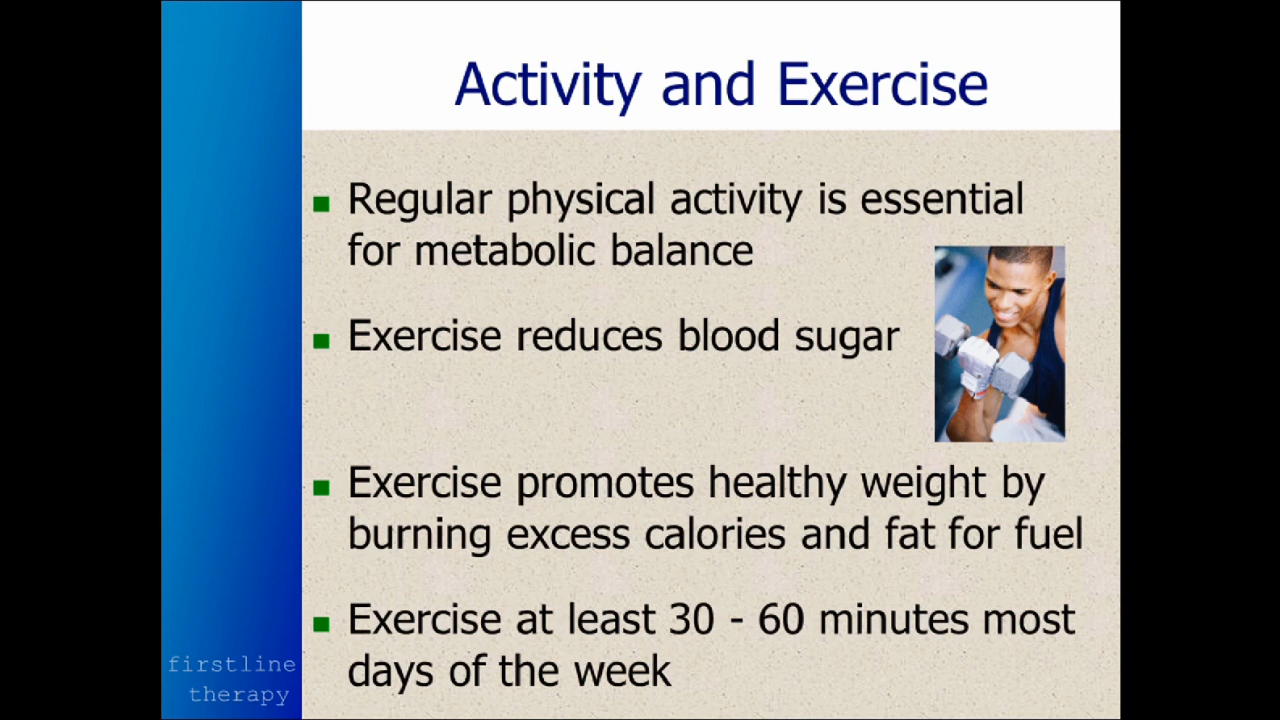 Activity and Exercise
Regular physical activity is essential
for metabolic balance
Exercise reduces blood sugar
Exercise promotes healthy weight by
burning excess calories and fat for fuel
Exercise at least 30 - 60 minutes most
days of the week
firstline
therapy